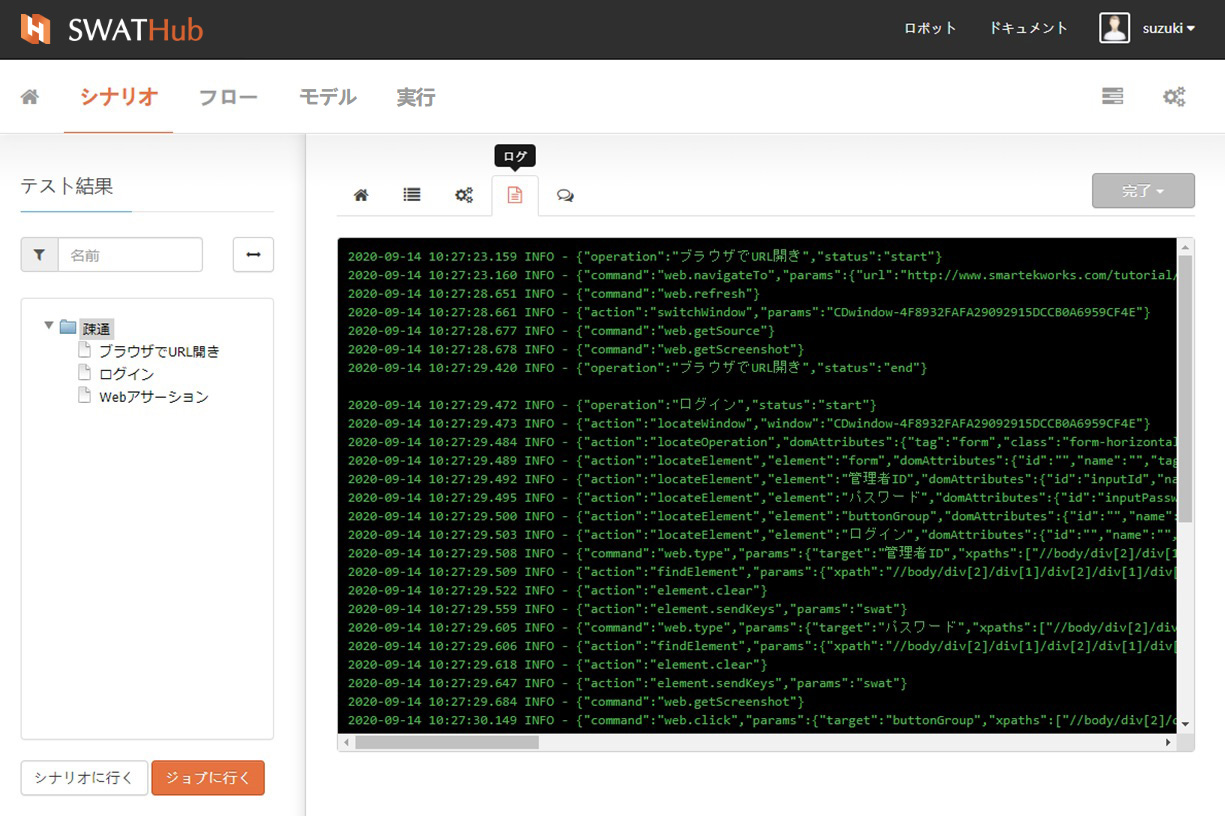 SWATHub
ロボット
ドキュメント
suzuki
シナリオ
フロー
モデル
実行
テスト結果
名前
疎通
ブラウザでURL開き
ログイン
Webアサーション
シナリオに行く
ジョブに行く
ログ
完了
2020-09-14 10:27:23.159 INFO - {"operation":"ブラウザでURL開き","status":"start"}
2020-09-14 10:27:23.160 INFO - {"command":"web.navigateTo","params":{"url":"http://www.smartekworks.com/tutorial/
2020-09-14 10:27:28.651 INFO - {"command":"web.refresh"}
2020-09-14 10:27:28.661 INFO - {"action":"switchWindow","params":"CDwindow-4F8932FAFA29092915DCCB0A6959CF4E"}
2020-09-14 10:27:28.677 INFO - {"command":"web.getSource"}
2020-09-14 10:27:28.678 INFO - {"command":"web.getScreenshot"}
2020-09-14 10:27:29.420 INFO - {"operation":"ブラウザでURL開き","status":"end"}
2020-09-14 10:27:29.472 INFO - {"operation":"ログイン","status":"start"}
2020-09-14 10:27:29.473 INFO - {"action":"locateWindow","window":"CDwindow-4F8932FAFA29092915DCCB0A6959CF4E"}
2020-09-14 10:27:29.484 INFO - {"action":"locateOperation","domAttributes":{"tag":"form","class":"form-horizontal
2020-09-14 10:27:29.489 INFO - {"action":"locateElement","element":"form","domAttributes":{"id":"","name":"","tag
2020-09-14 10:27:29.492 INFO - {"action":"locateElement","element":"管理者ID","domAttributes":{"id":"inputId","na
2020-09-14 10:27:29.495 INFO - {"action":"locateElement","element":"パスワード","domAttributes":{"id":"inputPassw
2020-09-14 10:27:29.500 INFO - {"action":"locateElement","element":"buttonGroup","domAttributes":{"id":"","name":
2020-09-14 10:27:29.503 INFO - {"action":"locateElement","element":"ログイン","domAttributes":{"id":"","name":"",
2020-09-14 10:27:29.508 INFO - {"command":"web.type","params":{"target":"管理者ID","xpaths":["//body/div[2]/div[1
2020-09-14 10:27:29.509 INFO - {"action":"findElement","params":{"xpath":"//body/div[2]/div[1]/div[2]/div[1]/div[
2020-09-14 10:27:29.522 INFO - {"action":"element.clear"}
2020-09-14 10:27:29.559 INFO - {"action":"element.sendKeys","params":"swat"}
2020-09-14 10:27:29.605 INFO - {"command":"web.type","params":{"target":"パスワード","xpaths":["//body/div[2]/div
2020-09-14 10:27:29.606 INFO - {"action":"findElement","params":{"xpath":"//body/div[2]/div[1]/div[2]/div[1]/div[
2020-09-14 10:27:29.618 INFO - {"action":"element.clear"}
2020-09-14 10:27:29.647 INFO - {"action":"element.sendKeys","params":"swat"}
2020-09-14 10:27:29.684 INFO - {"command":"web.getScreenshot"}
2020-09-14 10:27:30.149 INFO - {"command":"web.click","params":{"target":"buttonGroup","xpaths":["//body/div[2]/